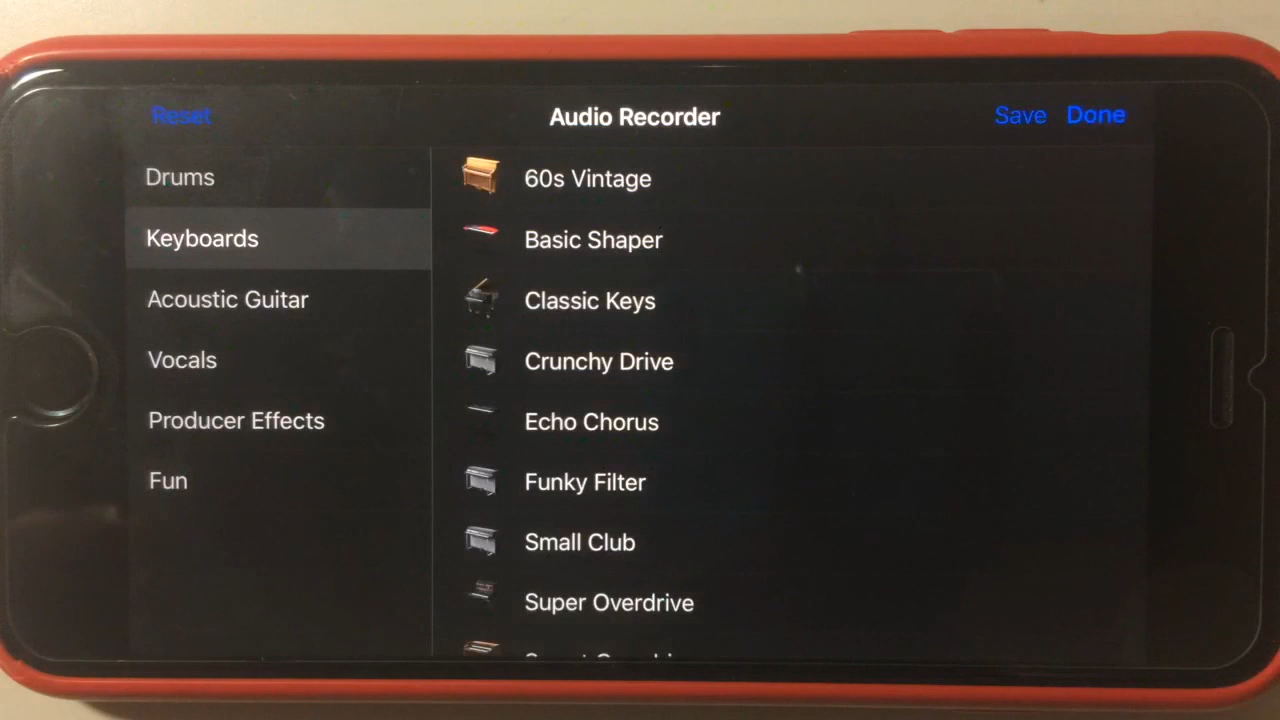 Reset
Audio Recorder
Save Done
Drums
Keyboards
Acoustic Guitar
Vocals
Producer Effects
Fun
60s Vintage
Basic Shaper
Classic Keys
Crunchy Drive
Echo Chorus
Funky Filter
Small Club
Super Overdrive